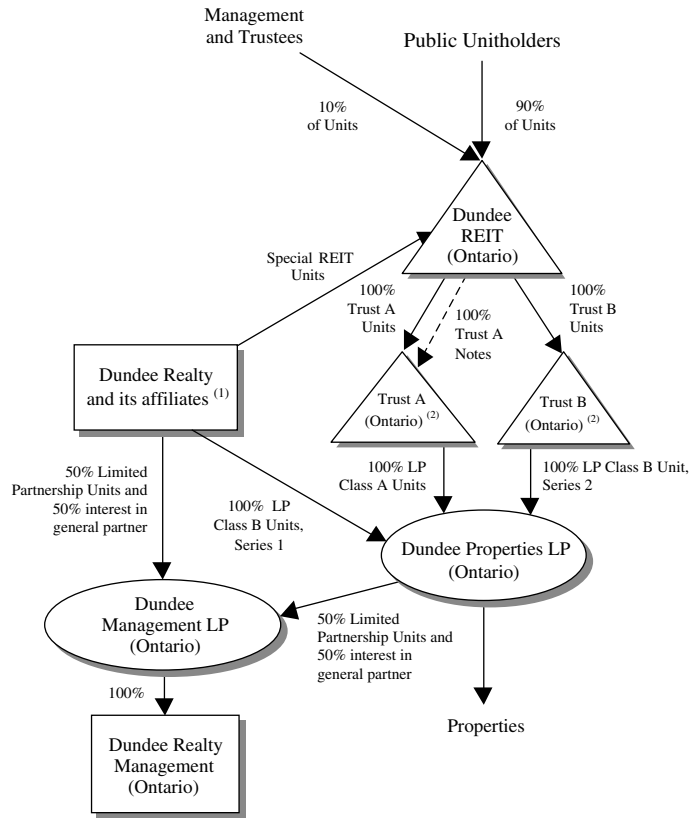 Management
and Trustees
Public Unitholders
10%
of Units
90%
of Units
Dundee
REIT
(Ontario)
Special REIT
Units
100%
Trust A
Units
100%
Trust A
Notes
100%
Trust B
Units
Dundee Realty
and its affiliates (1)
Trust A
(Ontario) (2)
Trust B
(Ontario) (2)
50% Limited
Partnership Units and
50% interest in
general partner
100% LP
Class B Units,
Series 1
100% LP
Class A Units
100% LP Class B Unit,
Series 2
Dundee Properties LP
(Ontario)
Dundee
Management LP
(Ontario)
50% Limited
Partnership Units and
50% interest in
general partner
100%
Properties
Dundee Realty
Management
(Ontario)